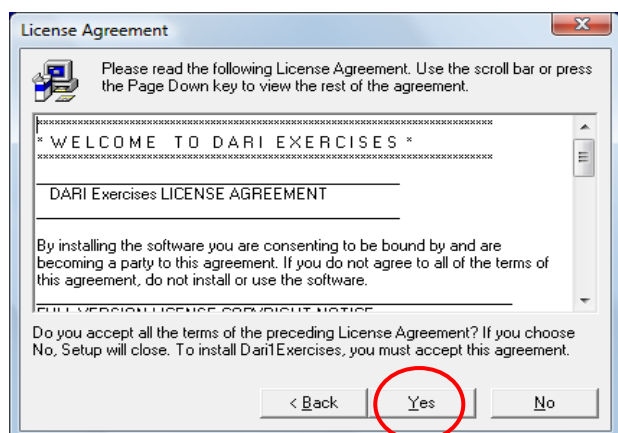 License Agreement
Please read the following License Agreement. Use the scroll bar or press
the Page Down key to view the rest of the agreement.
************************************************************************************
* W E L C O M E   T O   D A R I   E X E R C I S E S *
************************************************************************************
DARI Exercises LICENSE AGREEMENT
By installing the software you are consenting to be bound by and are
becoming a party to this agreement. If you do not agree to all of the terms of
this agreement, do not install or use the software.
FULL VERSION LICENSE COPYRIGHT NOTICE
Do you accept all the terms of the preceding License Agreement? If you choose
No, Setup will close. To install Dari1Exercises, you must accept this agreement.
< Back
Yes
No